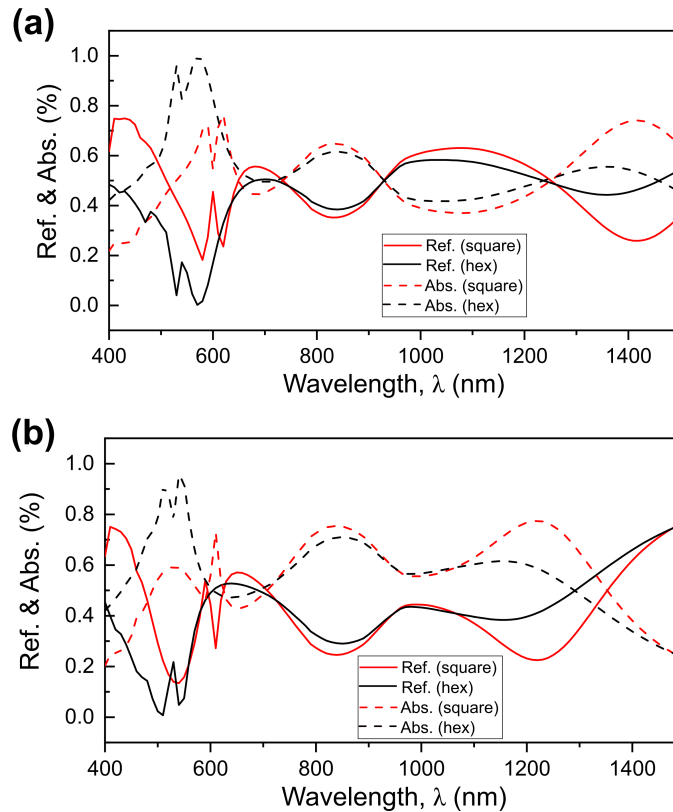 (a)
Ref. & Abs. (%)
1.0
0.8
0.6
0.4
0.2
0.0
Ref. (square)
Ref. (hex)
Abs. (square)
Abs. (hex)
400 600 800 1000 1200 1400
Wavelength, λ (nm)
(b)
Ref. & Abs. (%)
1.0
0.8
0.6
0.4
0.2
0.0
Ref. (square)
Ref. (hex)
Abs. (square)
Abs. (hex)
400 600 800 1000 1200 1400
Wavelength, λ (nm)